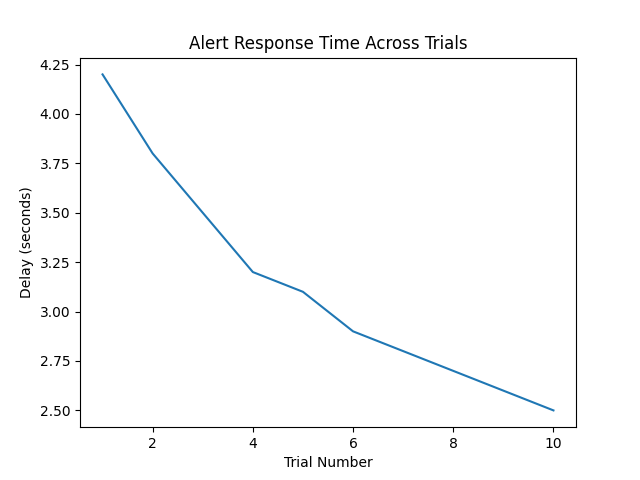 Alert Response Time Across Trials
4.25
4.00
3.75
3.50
3.25
3.00
2.75
2.50
Delay (seconds)
2 4 6 8 10
Trial Number